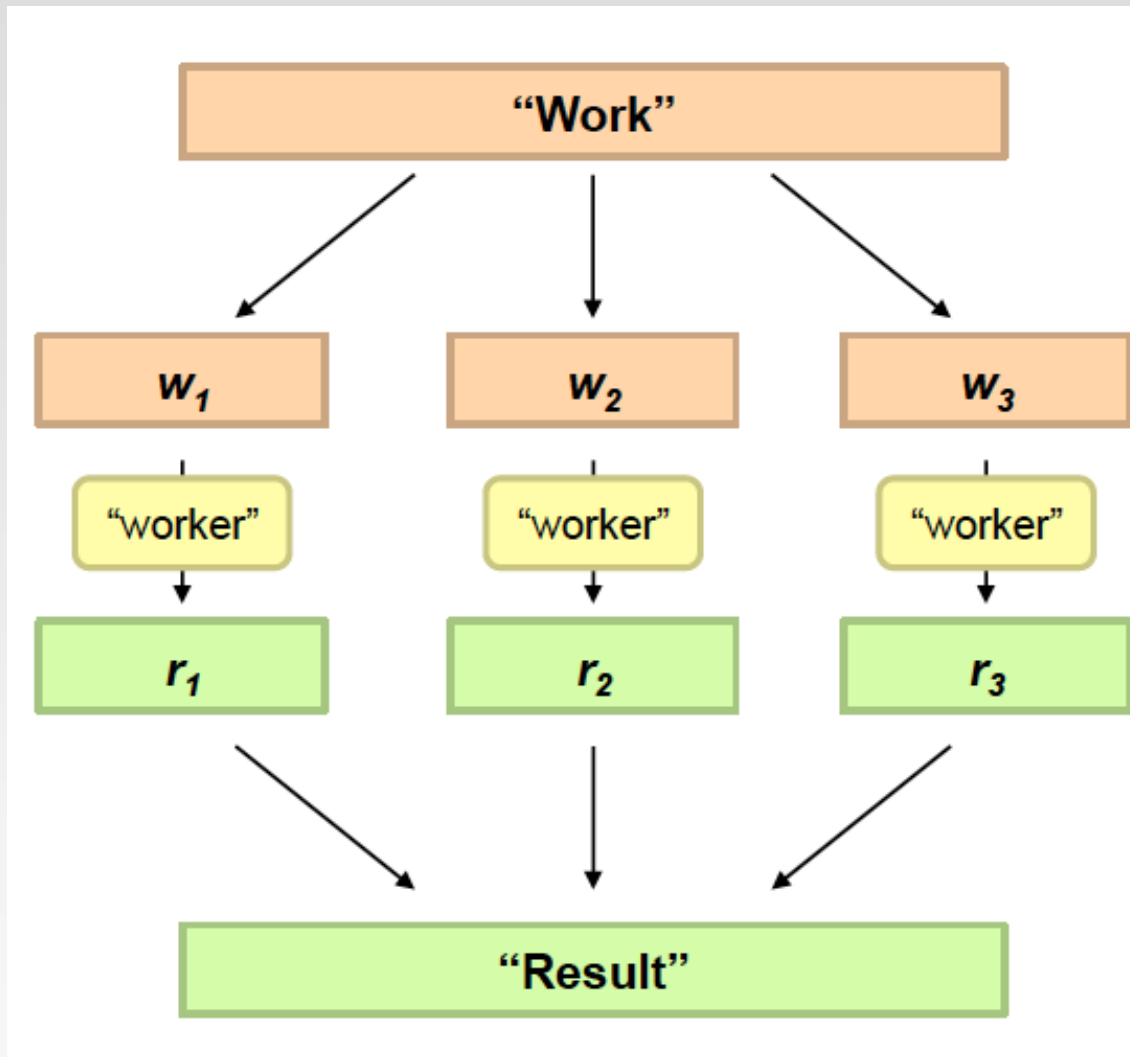 “Work”
w₁ w₂ w₃
“worker” “worker” “worker”
r₁ r₂ r₃
“Result”